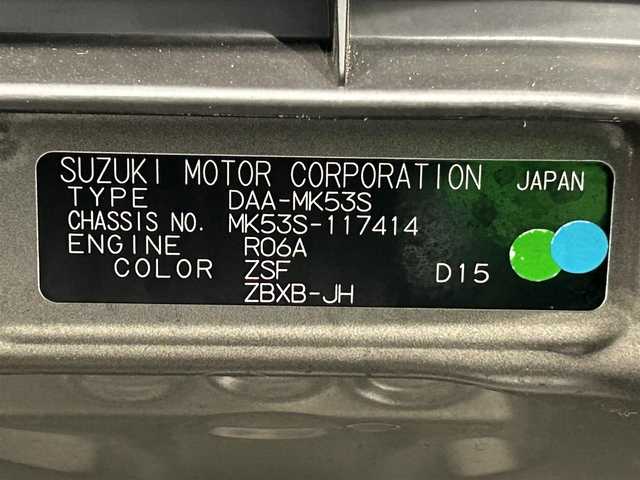 SUZUKI MOTOR CORPORATION JAPAN
TYPE DAA-MK53S
CHASSIS NO. MK53S-117414
ENGINE R06A
COLOR ZSF D15
ZBXB-JH